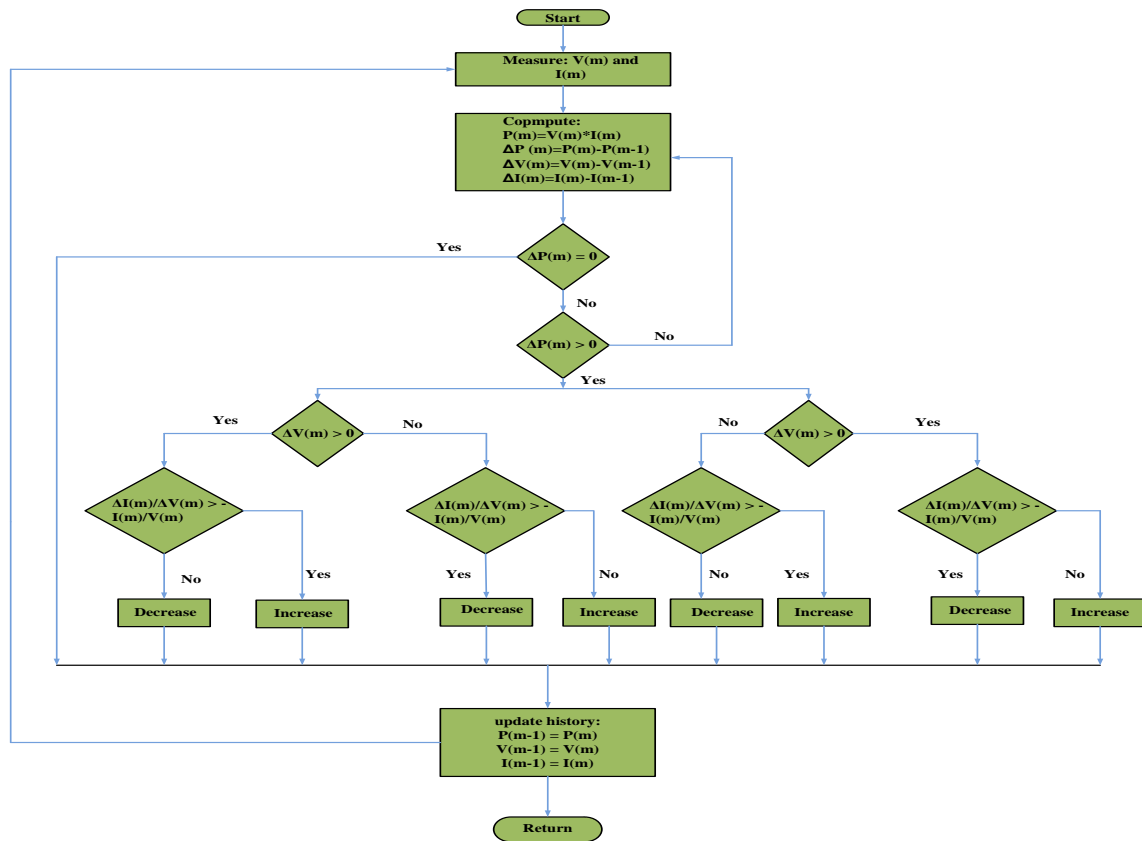 Start
Measure: V(m) and
I(m)
Copmpute:
P(m)=V(m)*I(m)
ΔP (m)=P(m)-P(m-1)
ΔV(m)=V(m)-V(m-1)
ΔI(m)=I(m)-I(m-1)
Yes
ΔP(m) = 0
No
ΔP(m) > 0
No
Yes
Yes
ΔV(m) > 0
No
No
ΔV(m) > 0
Yes
ΔI(m)/ΔV(m) > -
I(m)/V(m)
ΔI(m)/ΔV(m) > -
I(m)/V(m)
ΔI(m)/ΔV(m) > -
I(m)/V(m)
ΔI(m)/ΔV(m) > -
I(m)/V(m)
No
Yes
Yes
No
No
Yes
Yes
No
Decrease
Increase
Decrease
Increase
Decrease
Increase
Decrease
Increase
update history:
P(m-1) = P(m)
V(m-1) = V(m)
I(m-1) = I(m)
Return